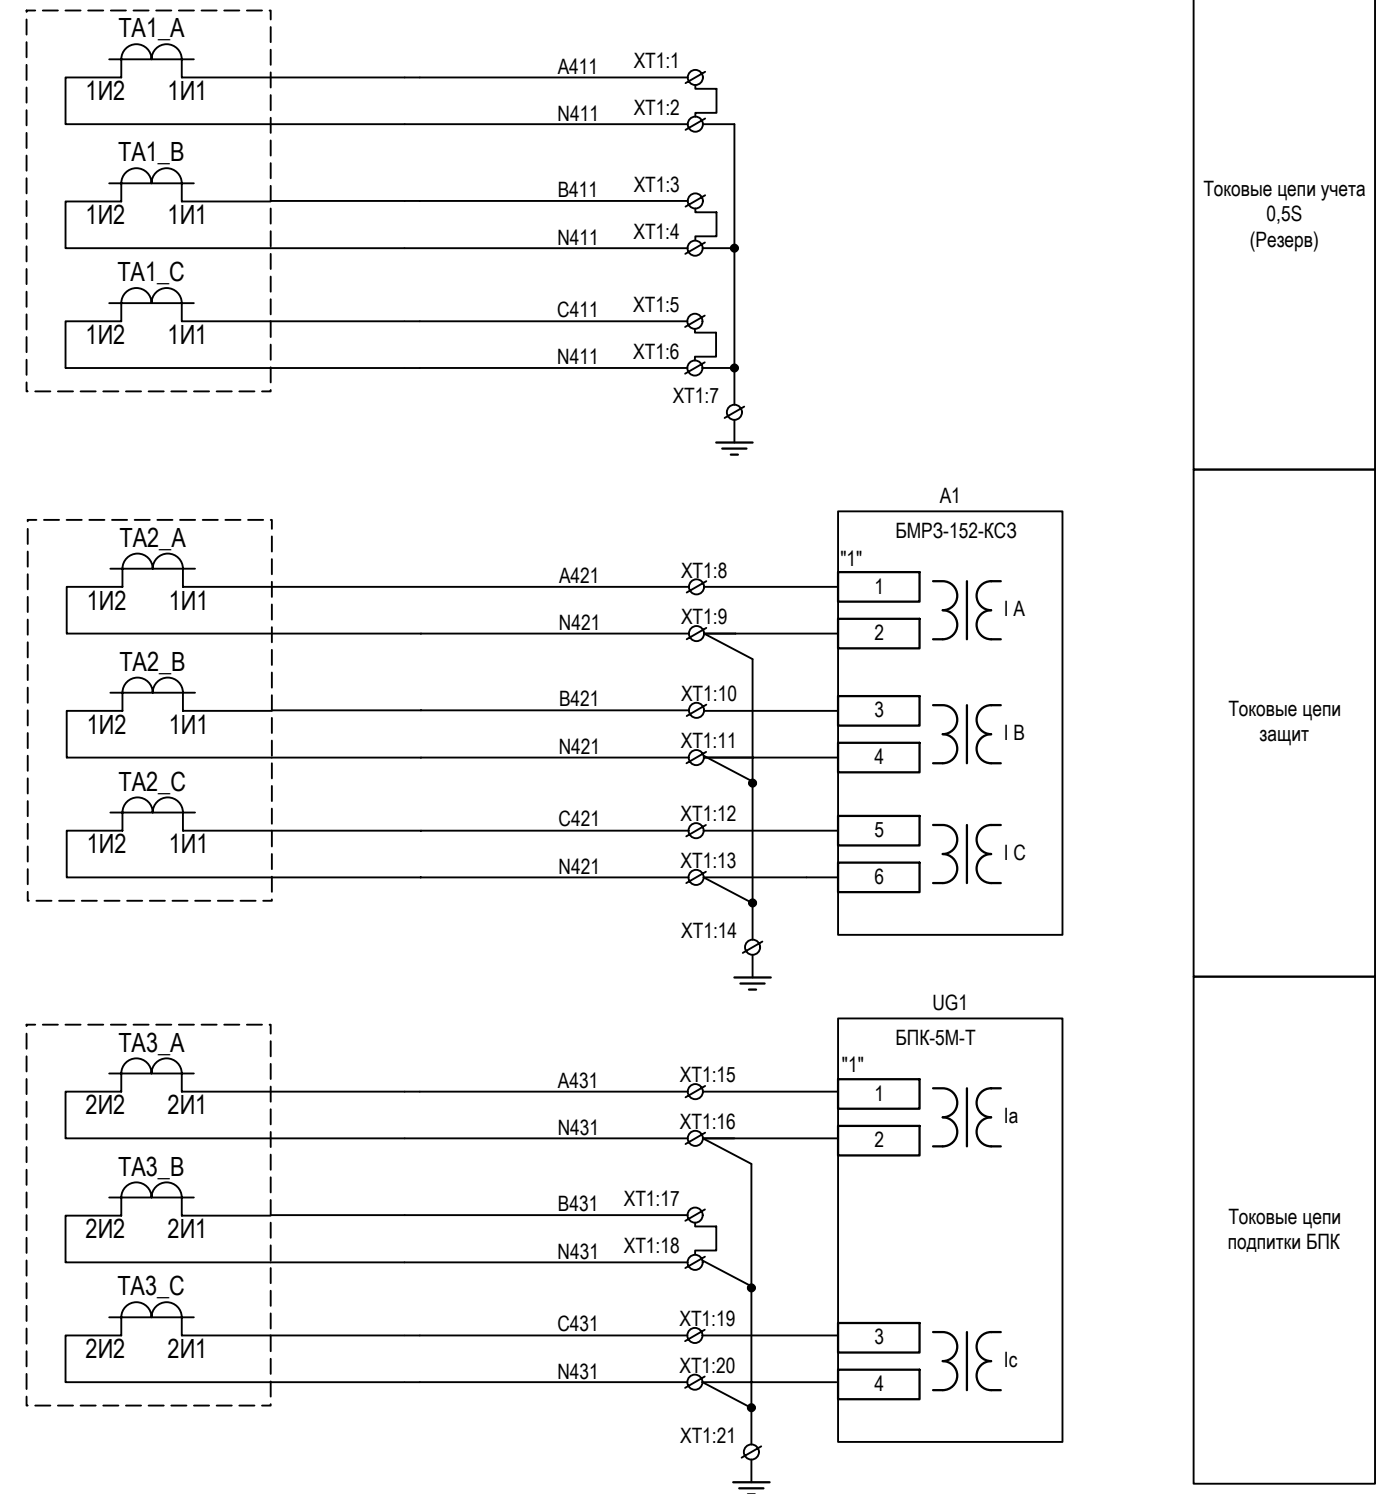 TA1_A
1И2 1И1
A411 XT1:1
N411 XT1:2
TA1_B
1И2 1И1
B411 XT1:3
N411 XT1:4
TA1_C
1И2 1И1
C411 XT1:5
N411 XT1:6
XT1:7
Токовые цепи учета
0,5S
(Резерв)
A1
БМРЗ-152-КСЗ
"1"
TA2_A
1И2 1И1
A421 XT1:8 1
N421 XT1:9 2
I A
TA2_B
1И2 1И1
B421 XT1:10 3
N421 XT1:11 4
I B
TA2_C
1И2 1И1
C421 XT1:12 5
N421 XT1:13 6
I C
XT1:14
Токовые цепи
защит
UG1
БПК-5М-Т
"1"
TA3_A
2И2 2И1
A431 XT1:15 1
N431 XT1:16 2
Ia
TA3_B
2И2 2И1
B431 XT1:17
N431 XT1:18
TA3_C
2И2 2И1
C431 XT1:19 3
N431 XT1:20 4
Ic
XT1:21
Токовые цепи
подпитки БПК